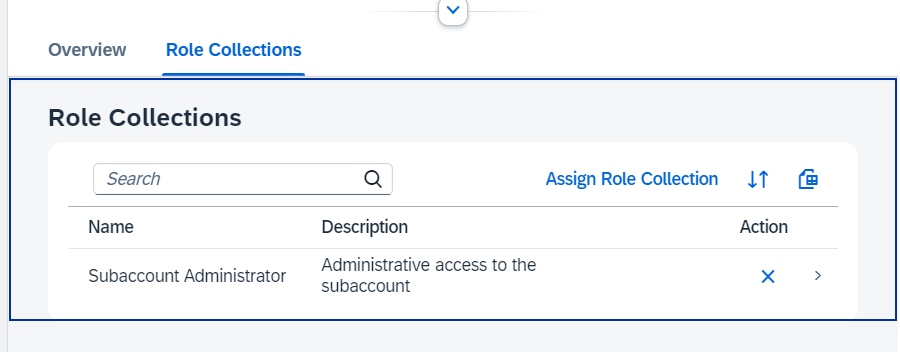 Overview Role Collections
Role Collections
Search Assign Role Collection
Name Description Action
Subaccount Administrator Administrative access to the
subaccount